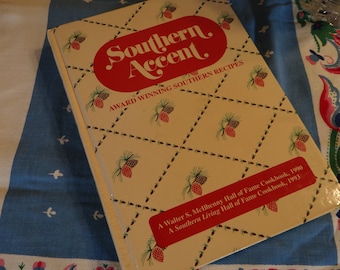 Southern
Accent
AWARD WINNING SOUTHERN RECIPES
A Walter S. McIlhenny Hall of Fame Cookbook, 1990
A Southern Living Hall of Fame Cookbook, 1993